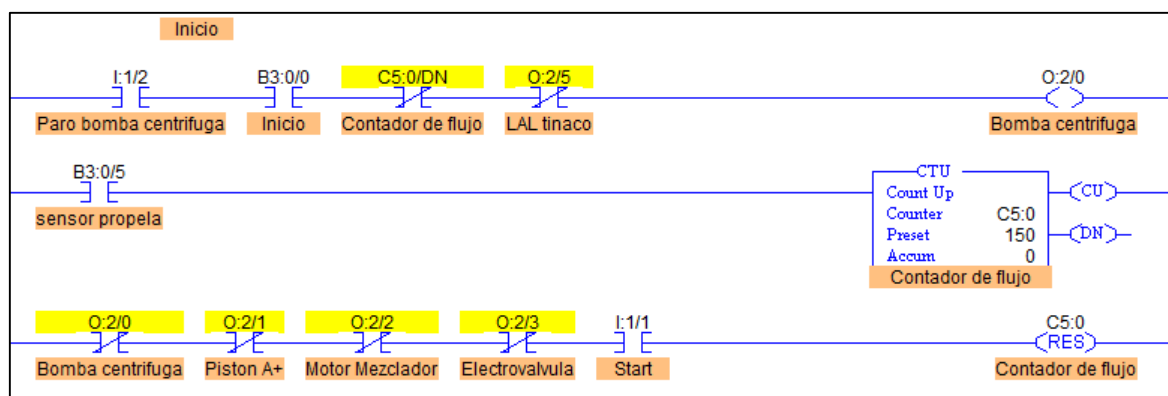 Inicio
I:1/2 B3:0/0 C5:0/DN O:2/5 O:2/0
Paro bomba centrifuga Inicio Contador de flujo LAL tinaco Bomba centrifuga
B3:0/5
sensor propela
CTU
Count Up CU
Counter C5:0
Preset 150 DN
Accum 0
Contador de flujo
O:2/0 O:2/1 O:2/2 O:2/3 I:1/1 C5:0
RES
Bomba centrifuga Piston A+ Motor Mezclador Electrovalvula Start Contador de flujo